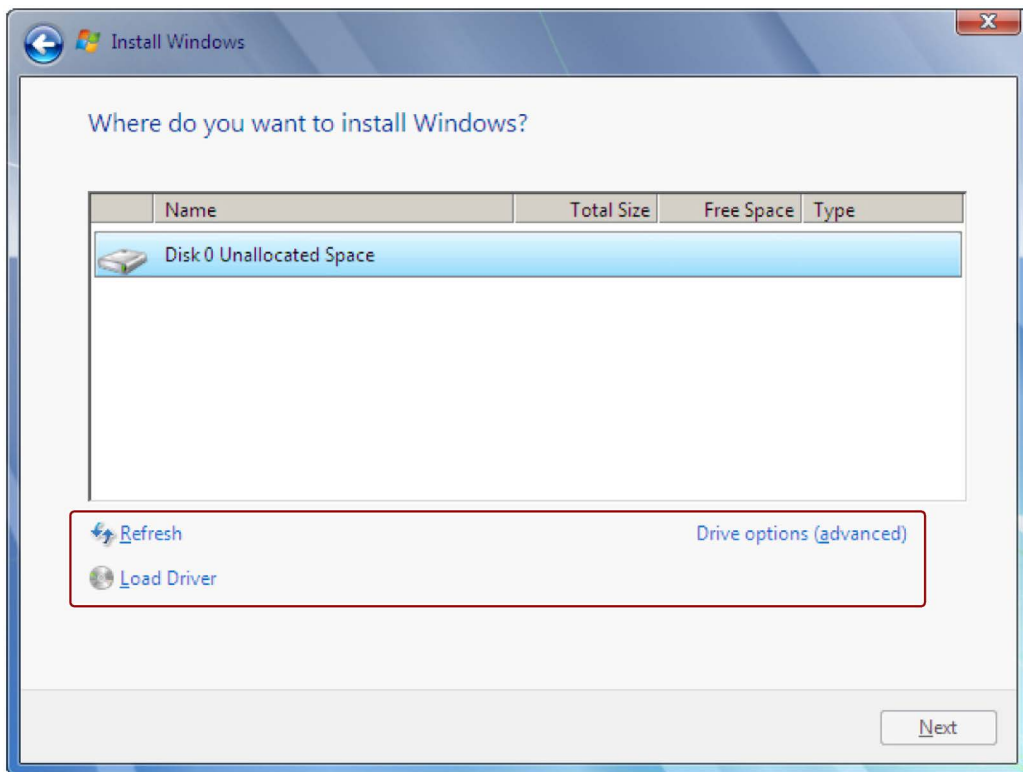 Install Windows
Where do you want to install Windows?
Name Total Size Free Space Type
Disk 0 Unallocated Space
Refresh Drive options (advanced)
Load Driver
Next